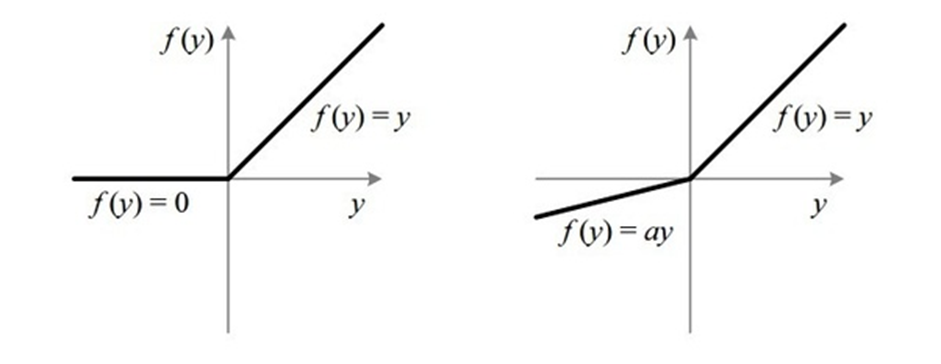 f(y)
f(y) = y
f(y) = 0
y
f(y)
f(y) = y
f(y) = ay
y